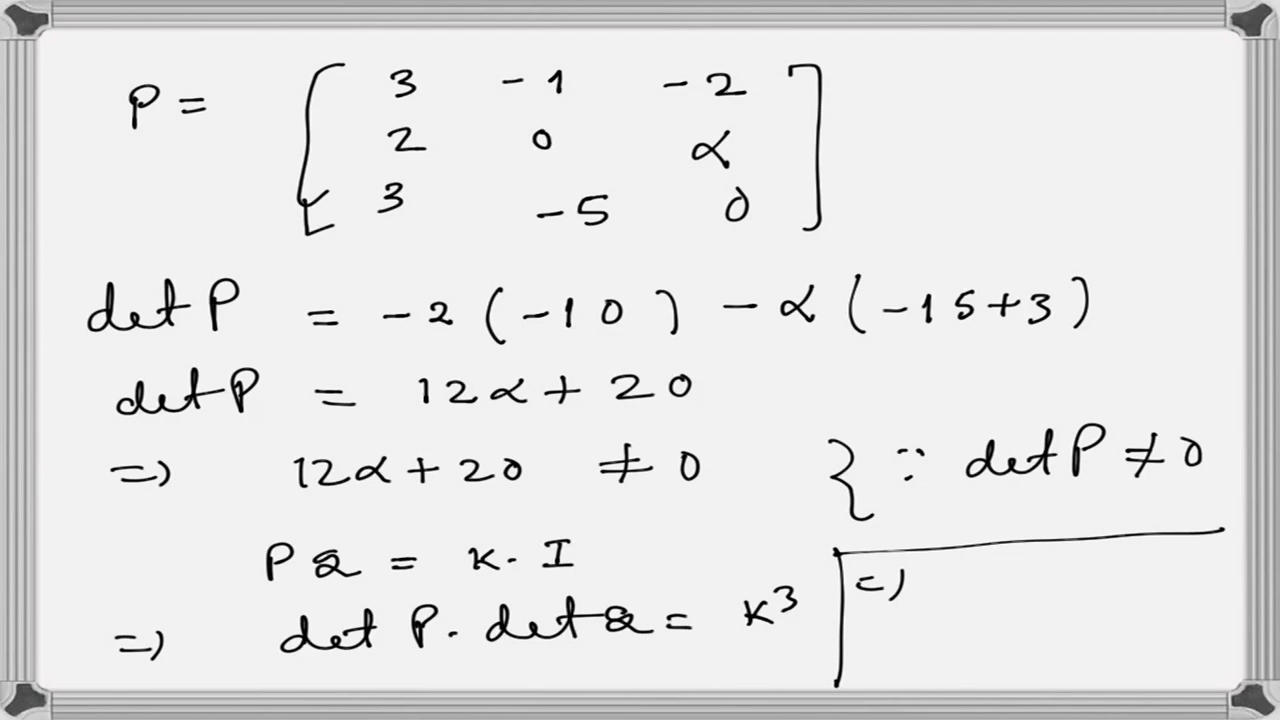 P = [ 3 -1 -2
2 0 α
3 -5 0 ]
det P = -2 (-10) - α (-15+3)
det P = 12α + 20
=) 12α + 20 ≠ 0 } ∵ det P ≠ 0
PQ = K. I
=) det P. det Q = K³
=)